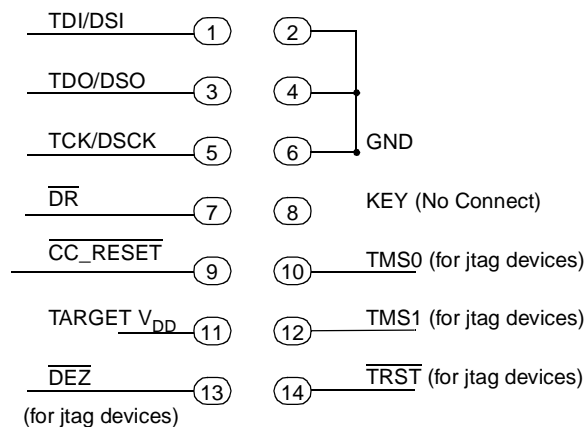 TDI/DSI 1 2
TDO/DSO 3 4
TCK/DSCK 5 6 GND
DR 7 8 KEY (No Connect)
CC_RESET 9 10 TMS0 (for jtag devices)
TARGET VDD 11 12 TMS1 (for jtag devices)
DEZ 13 14 TRST (for jtag devices)
(for jtag devices)